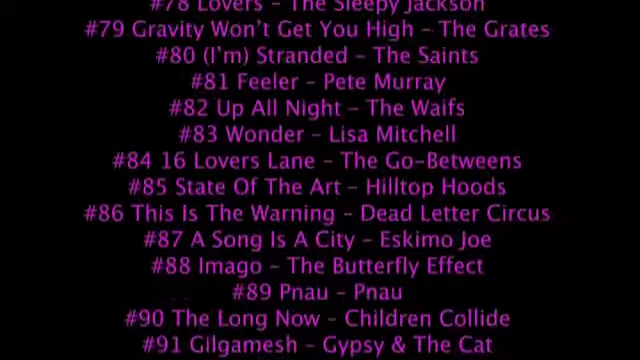 #78 Lovers – The Sleepy Jackson
#79 Gravity Won't Get You High – The Grates
#80 (I'm) Stranded – The Saints
#81 Feeler – Pete Murray
#82 Up All Night – The Waifs
#83 Wonder – Lisa Mitchell
#84 16 Lovers Lane – The Go-Betweens
#85 State Of The Art – Hilltop Hoods
#86 This Is The Warning – Dead Letter Circus
#87 A Song Is A City – Eskimo Joe
#88 Imago – The Butterfly Effect
#89 Pnau – Pnau
#90 The Long Now – Children Collide
#91 Gilgamesh – Gypsy & The Cat